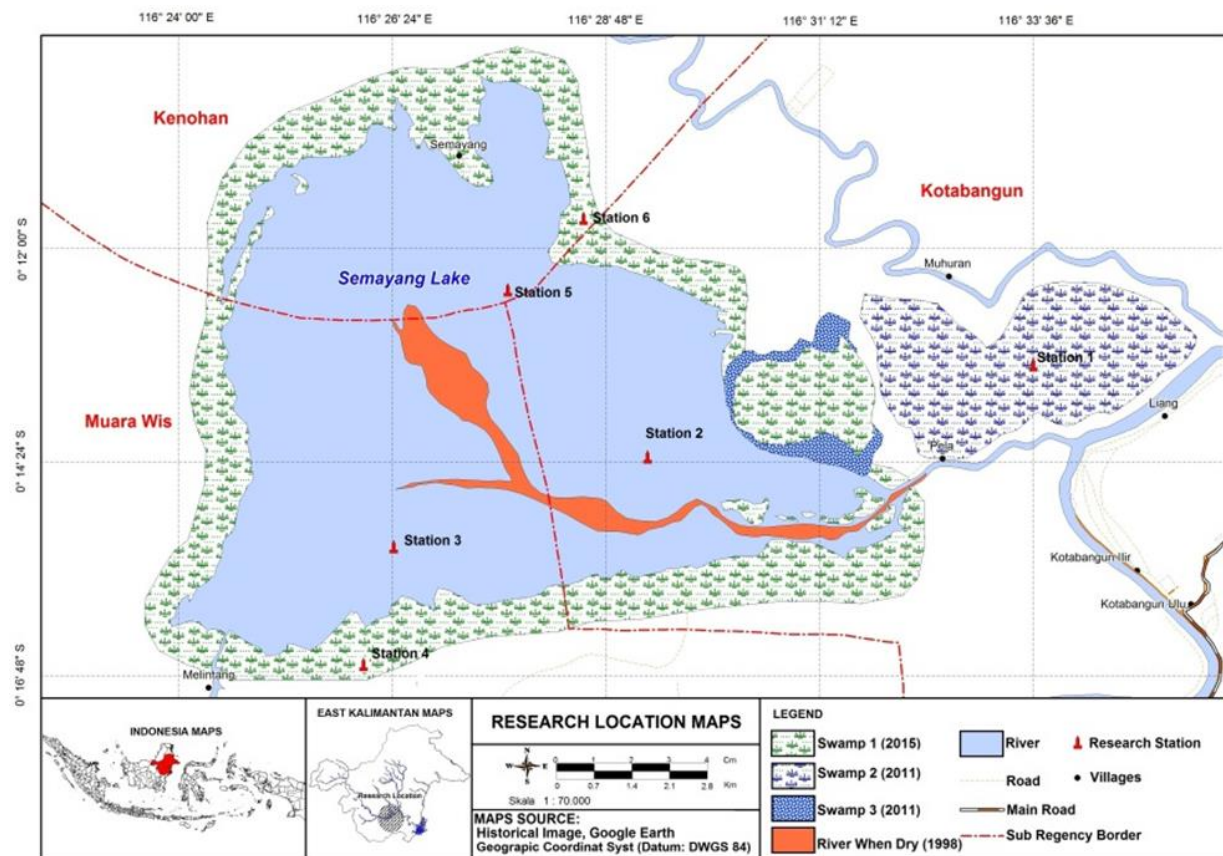 116° 24' 00" E
116° 26' 24" E
116° 28' 48" E
116° 31' 12" E
116° 33' 36" E
0° 12' 00" S
0° 14' 24" S
0° 16' 48" S
Kenohan
Semayang
Kotabangun
Station 6
Muhuran
Semayang Lake
Station 5
Station 1
Liang
Muara Wis
Station 2
Pela
Station 3
Kotabangun Ilir
Kotabangun Ulu
Station 4
Melintang
INDONESIA MAPS
EAST KALIMANTAN MAPS
Research Location
RESEARCH LOCATION MAPS
N
W
E
S
0 1 2 3 4 Cm
0 0.7 1.4 2.1 2.8 Km
Skala 1 : 70.000
MAPS SOURCE:
Historical Image, Google Earth
Geograpic Coordinat Syst (Datum: DWGS 84)
LEGEND
Swamp 1 (2015)
Swamp 2 (2011)
Swamp 3 (2011)
River When Dry (1998)
River
Road
Main Road
Sub Regency Border
Research Station
Villages